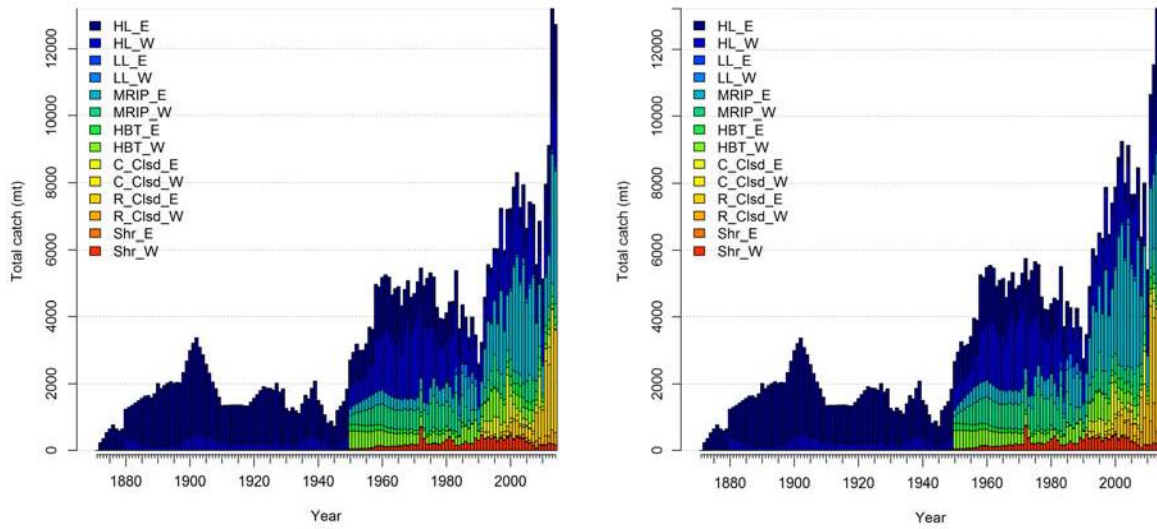 HL_E
HL_W
LL_E
LL_W
MRIP_E
MRIP_W
HBT_E
HBT_W
C_Clsd_E
C_Clsd_W
R_Clsd_E
R_Clsd_W
Shr_E
Shr_W
Total catch (mt)
12000
10000
8000
6000
4000
2000
0
1880 1900 1920 1940 1960 1980 2000
Year
HL_E
HL_W
LL_E
LL_W
MRIP_E
MRIP_W
HBT_E
HBT_W
C_Clsd_E
C_Clsd_W
R_Clsd_E
R_Clsd_W
Shr_E
Shr_W
Total catch (mt)
12000
10000
8000
6000
4000
2000
0
1880 1900 1920 1940 1960 1980 2000
Year